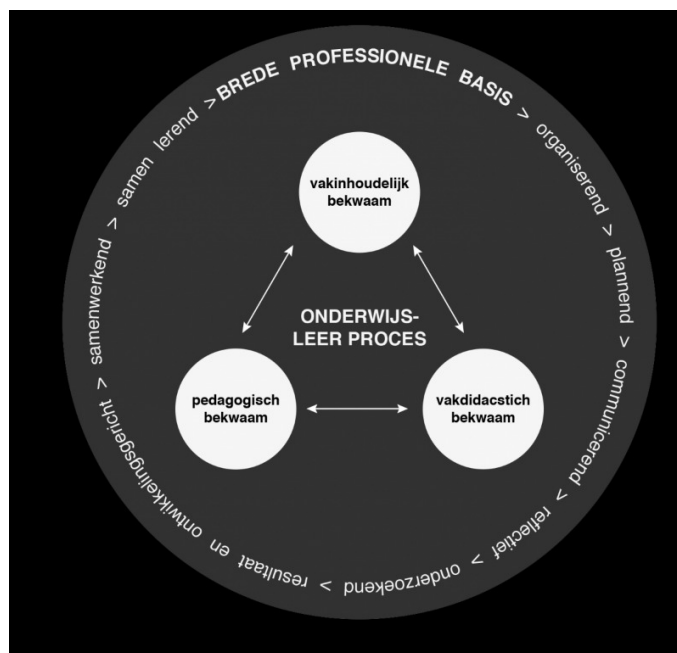 BREDE PROFESSIONELE BASIS > organiserend > plannend > communicerend > reflectief > onderzoekend > resultaat en ontwikkelingsgericht > samenwerkend > samen lerend >
vakinhoudelijk
bekwaam
ONDERWIJS-
LEER PROCES
pedagogisch
bekwaam
vakdidacstich
bekwaam